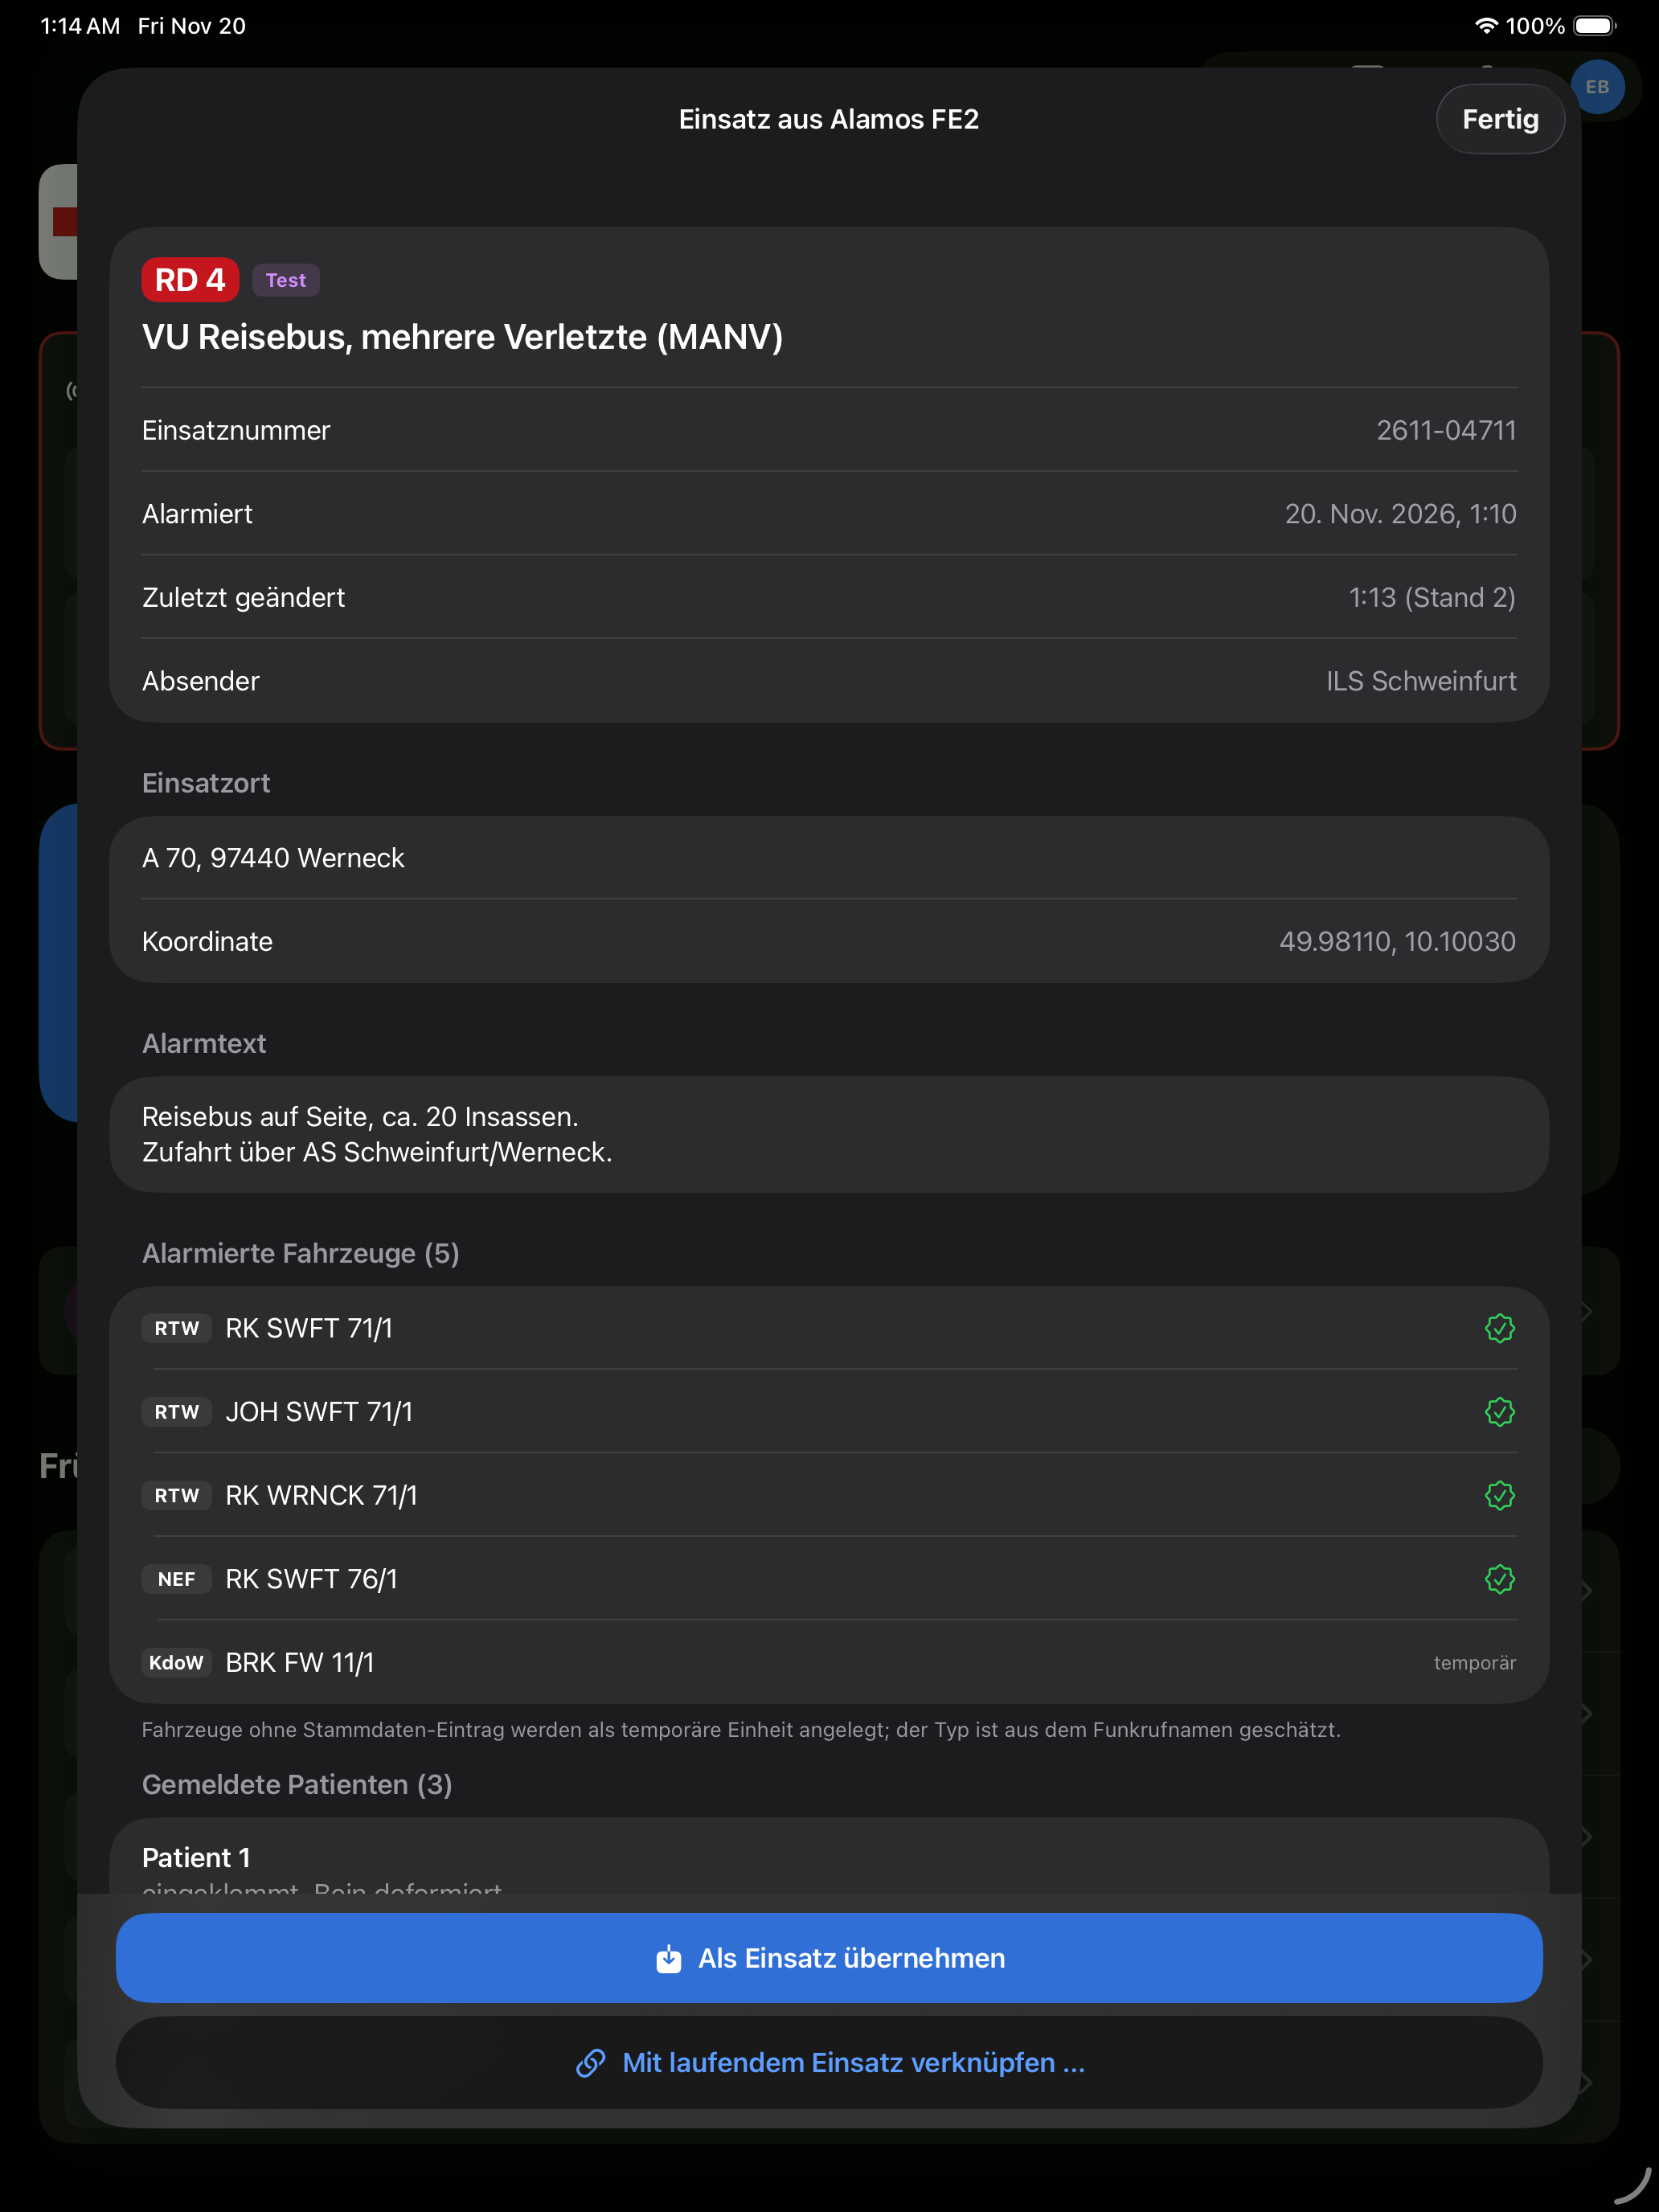 1:14 AM Fri Nov 20
100%
EB
Einsatz aus Alamos FE2
Fertig
RD 4
Test
VU Reisebus, mehrere Verletzte (MANV)
Einsatznummer 2611-04711
Alarmiert 20. Nov. 2026, 1:10
Zuletzt geändert 1:13 (Stand 2)
Absender ILS Schweinfurt
Einsatzort
A 70, 97440 Werneck
Koordinate 49.98110, 10.10030
Alarmtext
Reisebus auf Seite, ca. 20 Insassen.
Zufahrt über AS Schweinfurt/Werneck.
Alarmierte Fahrzeuge (5)
RTW RK SWFT 71/1
RTW JOH SWFT 71/1
RTW RK WRNCK 71/1
NEF RK SWFT 76/1
KdoW BRK FW 11/1 temporär
Fahrzeuge ohne Stammdaten-Eintrag werden als temporäre Einheit angelegt; der Typ ist aus dem Funkrufnamen geschätzt.
Gemeldete Patienten (3)
Patient 1
eingeklemmt, Bein deformiert
Als Einsatz übernehmen
Mit laufendem Einsatz verknüpfen ...